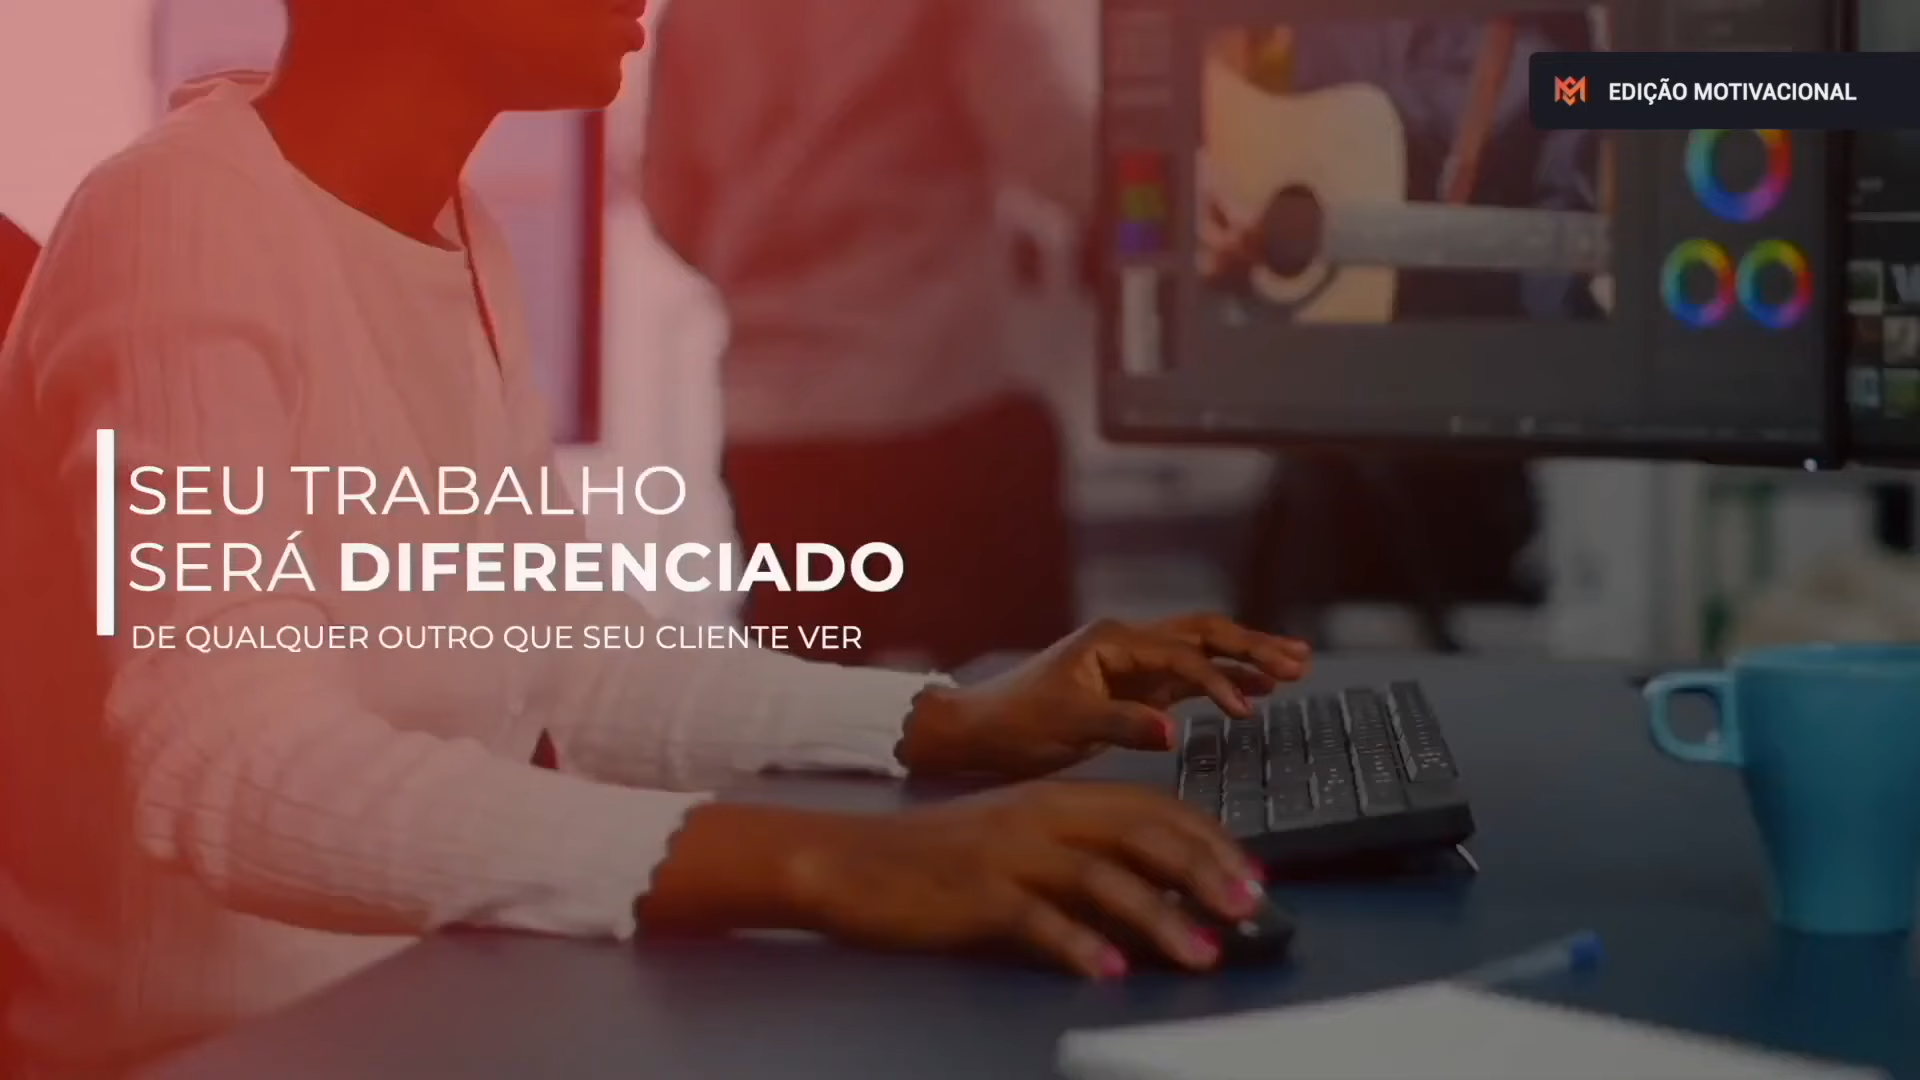 EDIÇÃO MOTIVACIONAL
SEU TRABALHO
SERÁ DIFERENCIADO
DE QUALQUER OUTRO QUE SEU CLIENTE VER